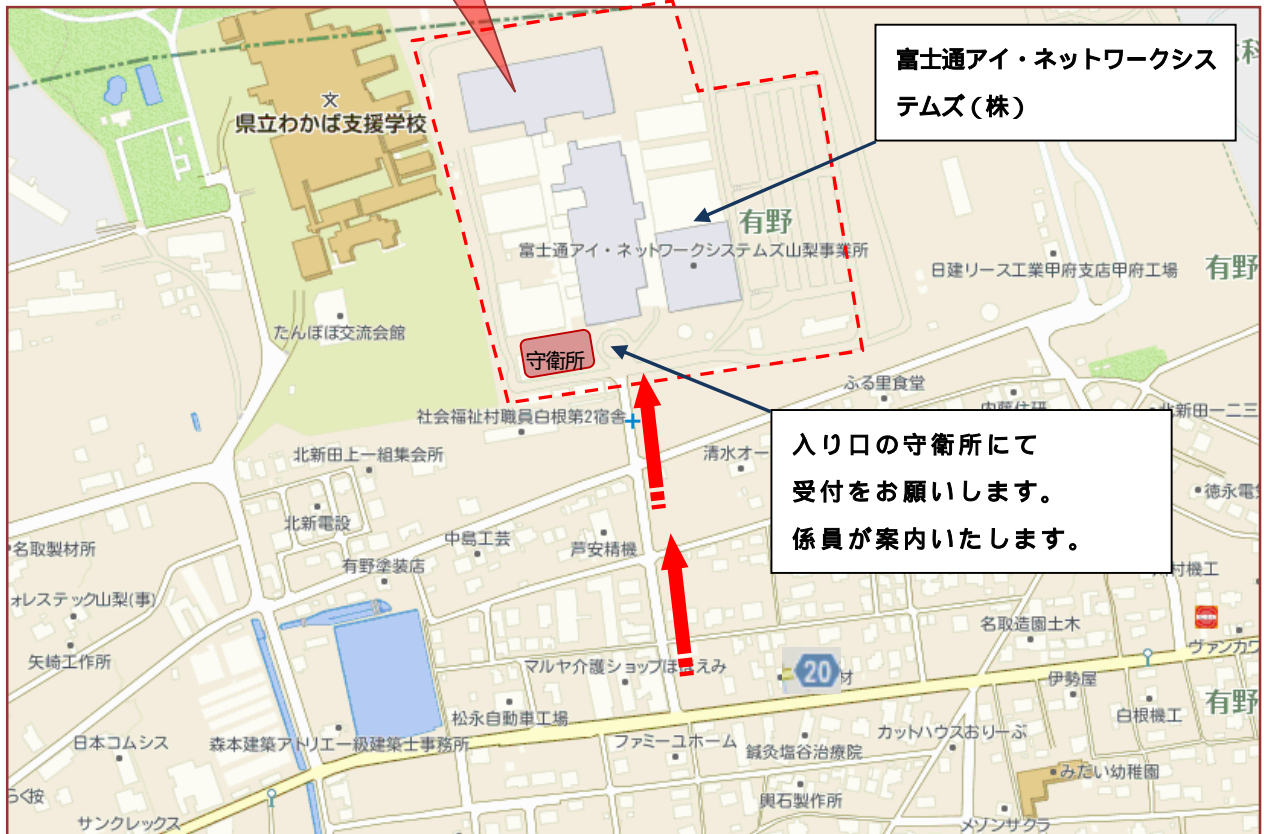 富士通アイ・ネットワークシス
テムズ(株)
文
県立わかば支援学校
有野
富士通アイ・ネットワークシステムズ山梨事業所
日建リース工業甲府支店甲府工場
有野
たんぽぽ交流会館
守衛所
ふる里食堂
社会福祉村職員白根第2宿舎
北新田一二三
入り口の守衛所にて
受付をお願いします。
係員が案内いたします。
清水オー
北新田上一組集会所
徳永電
北新電設
中島工芸
芦安精機
名取製材所
有野塗装店
村機工
ォレステック山梨(事)
名取造園土木
矢崎工作所
マルヤ介護ショップほほえみ
20
材
ヴァンカワ
伊勢屋
有野
松永自動車工場
白根機工
日本コムシス
森本建築アトリエ一級建築士事務所
ファミーユホーム
鍼灸塩谷治療院
カットハウスおりーぶ
みだい幼稚園
らく按
輿石製作所
サンクレックス
メゾンサクラ